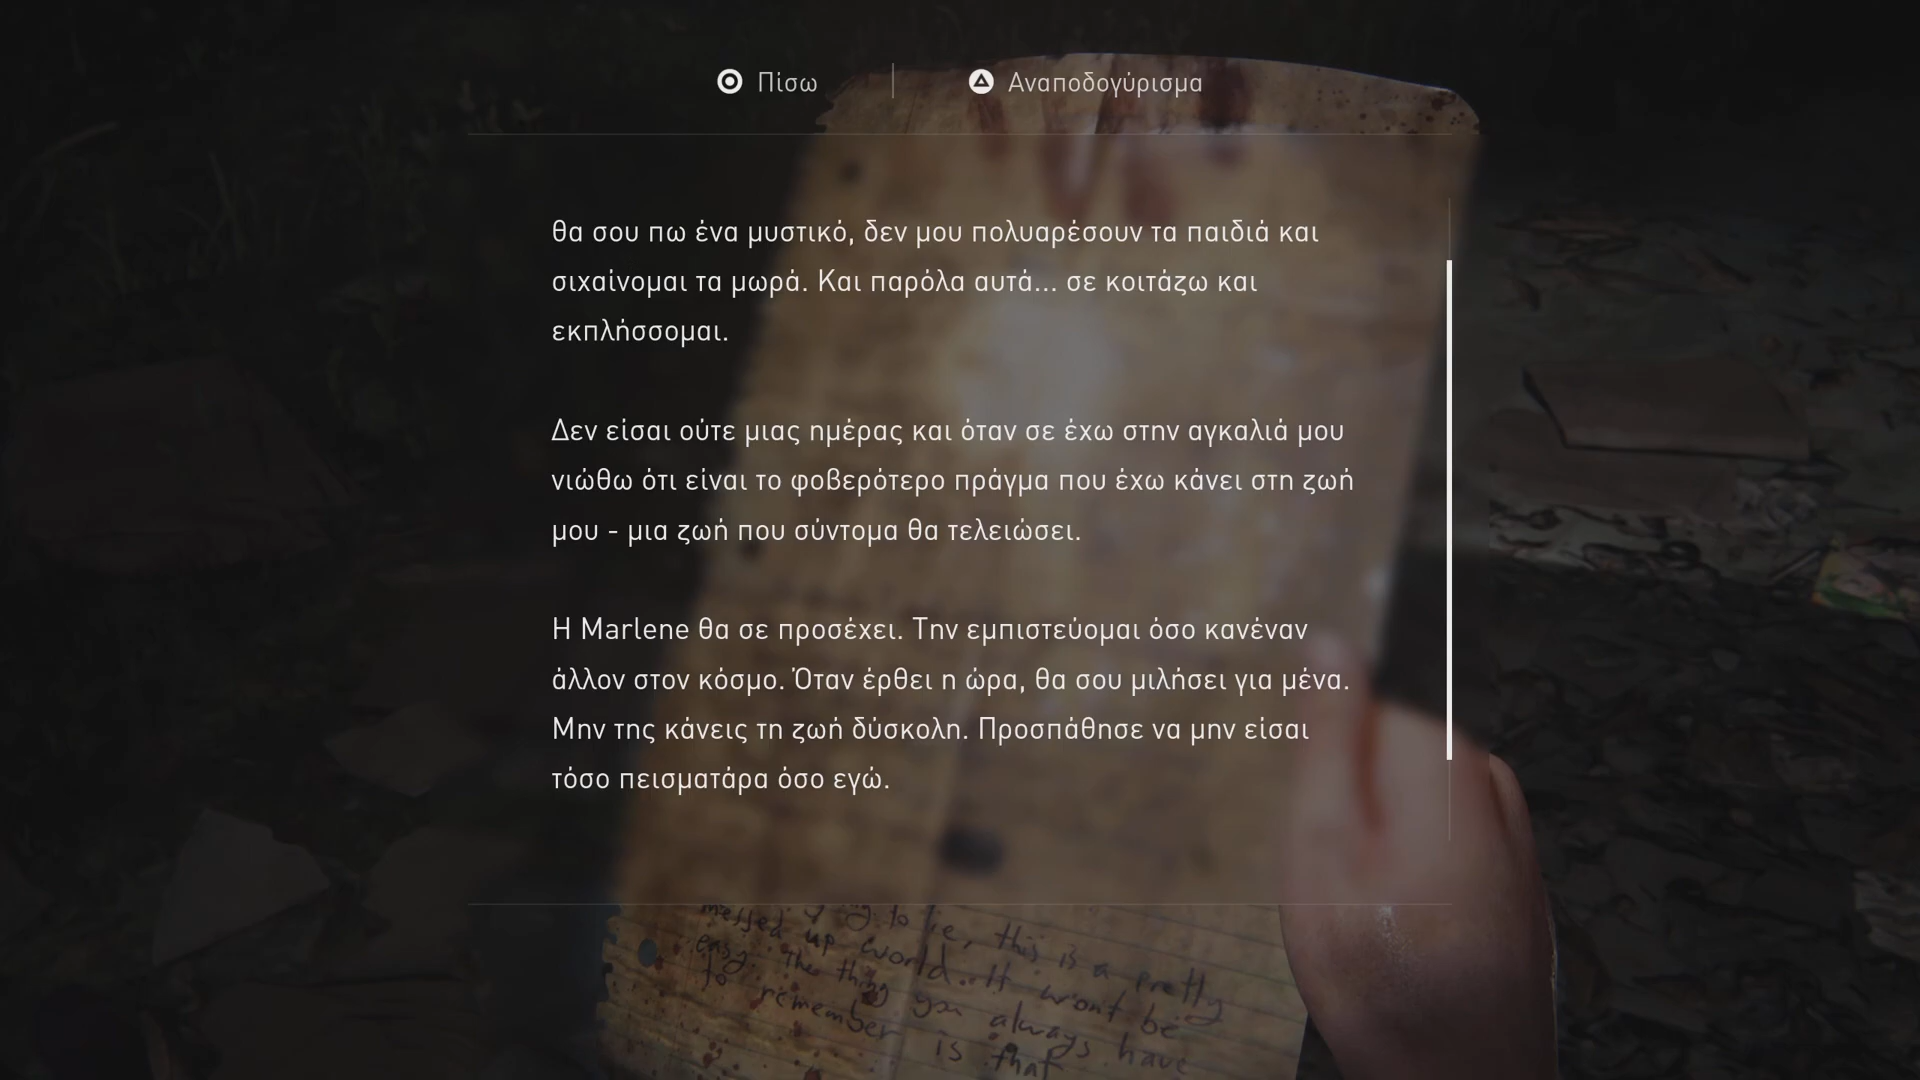 Πίσω
Αναποδογύρισμα
θα σου πω ένα μυστικό, δεν μου πολυαρέσουν τα παιδιά και
σιχαίνομαι τα μωρά. Και παρόλα αυτά... σε κοιτάζω και
εκπλήσσομαι.
Δεν είσαι ούτε μιας ημέρας και όταν σε έχω στην αγκαλιά μου
νιώθω ότι είναι το φοβερότερο πράγμα που έχω κάνει στη ζωή
μου - μια ζωή που σύντομα θα τελειώσει.
Η Marlene θα σε προσέχει. Την εμπιστεύομαι όσο κανέναν
άλλον στον κόσμο. Όταν έρθει η ώρα, θα σου μιλήσει για μένα.
Μην της κάνεις τη ζωή δύσκολη. Προσπάθησε να μην είσαι
τόσο πεισματάρα όσο εγώ.
to lie, this is a pretty
messed up world. It won't be
easy. The thing you always have
to remember is that